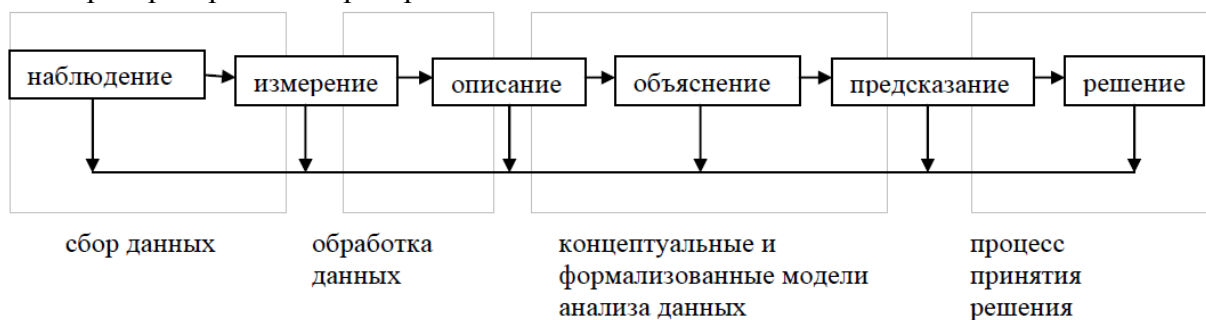 наблюдение
измерение
описание
объяснение
предсказание
решение
сбор данных
обработка
данных
концептуальные и
формализованные модели
анализа данных
процесс
принятия
решения